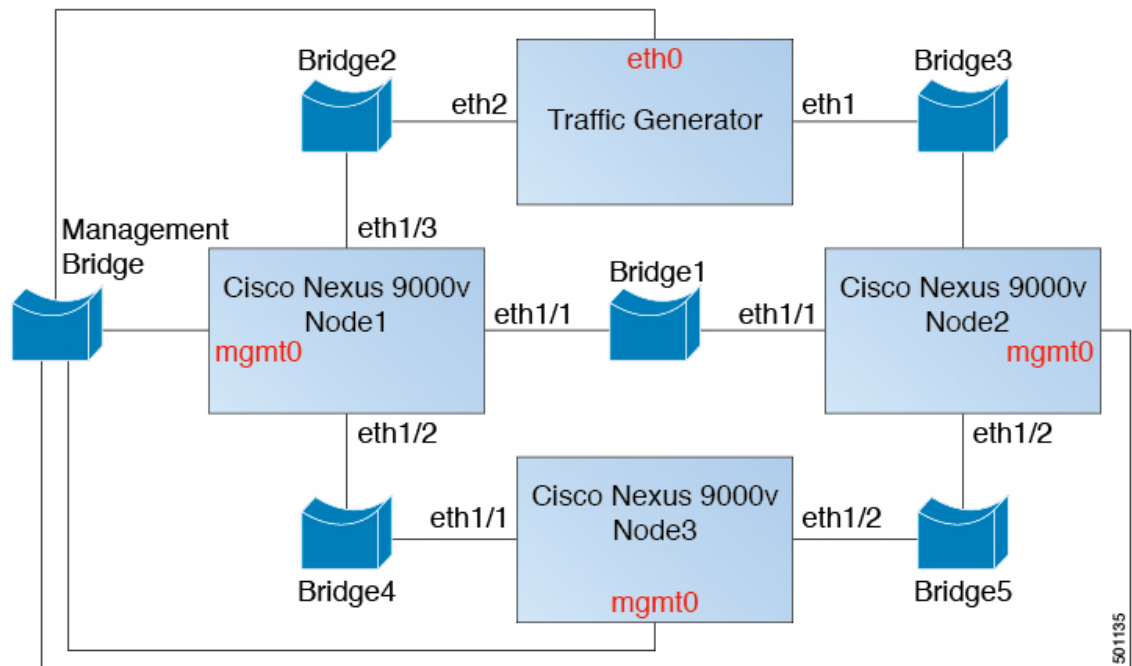 Bridge2
eth0
Bridge3
eth2
Traffic Generator
eth1
eth1/3
Management
Bridge
Cisco Nexus 9000v
Node1
mgmt0
eth1/1
Bridge1
eth1/1
Cisco Nexus 9000v
Node2
mgmt0
eth1/2
eth1/2
eth1/1
Cisco Nexus 9000v
Node3
eth1/2
Bridge4
mgmt0
Bridge5
501135